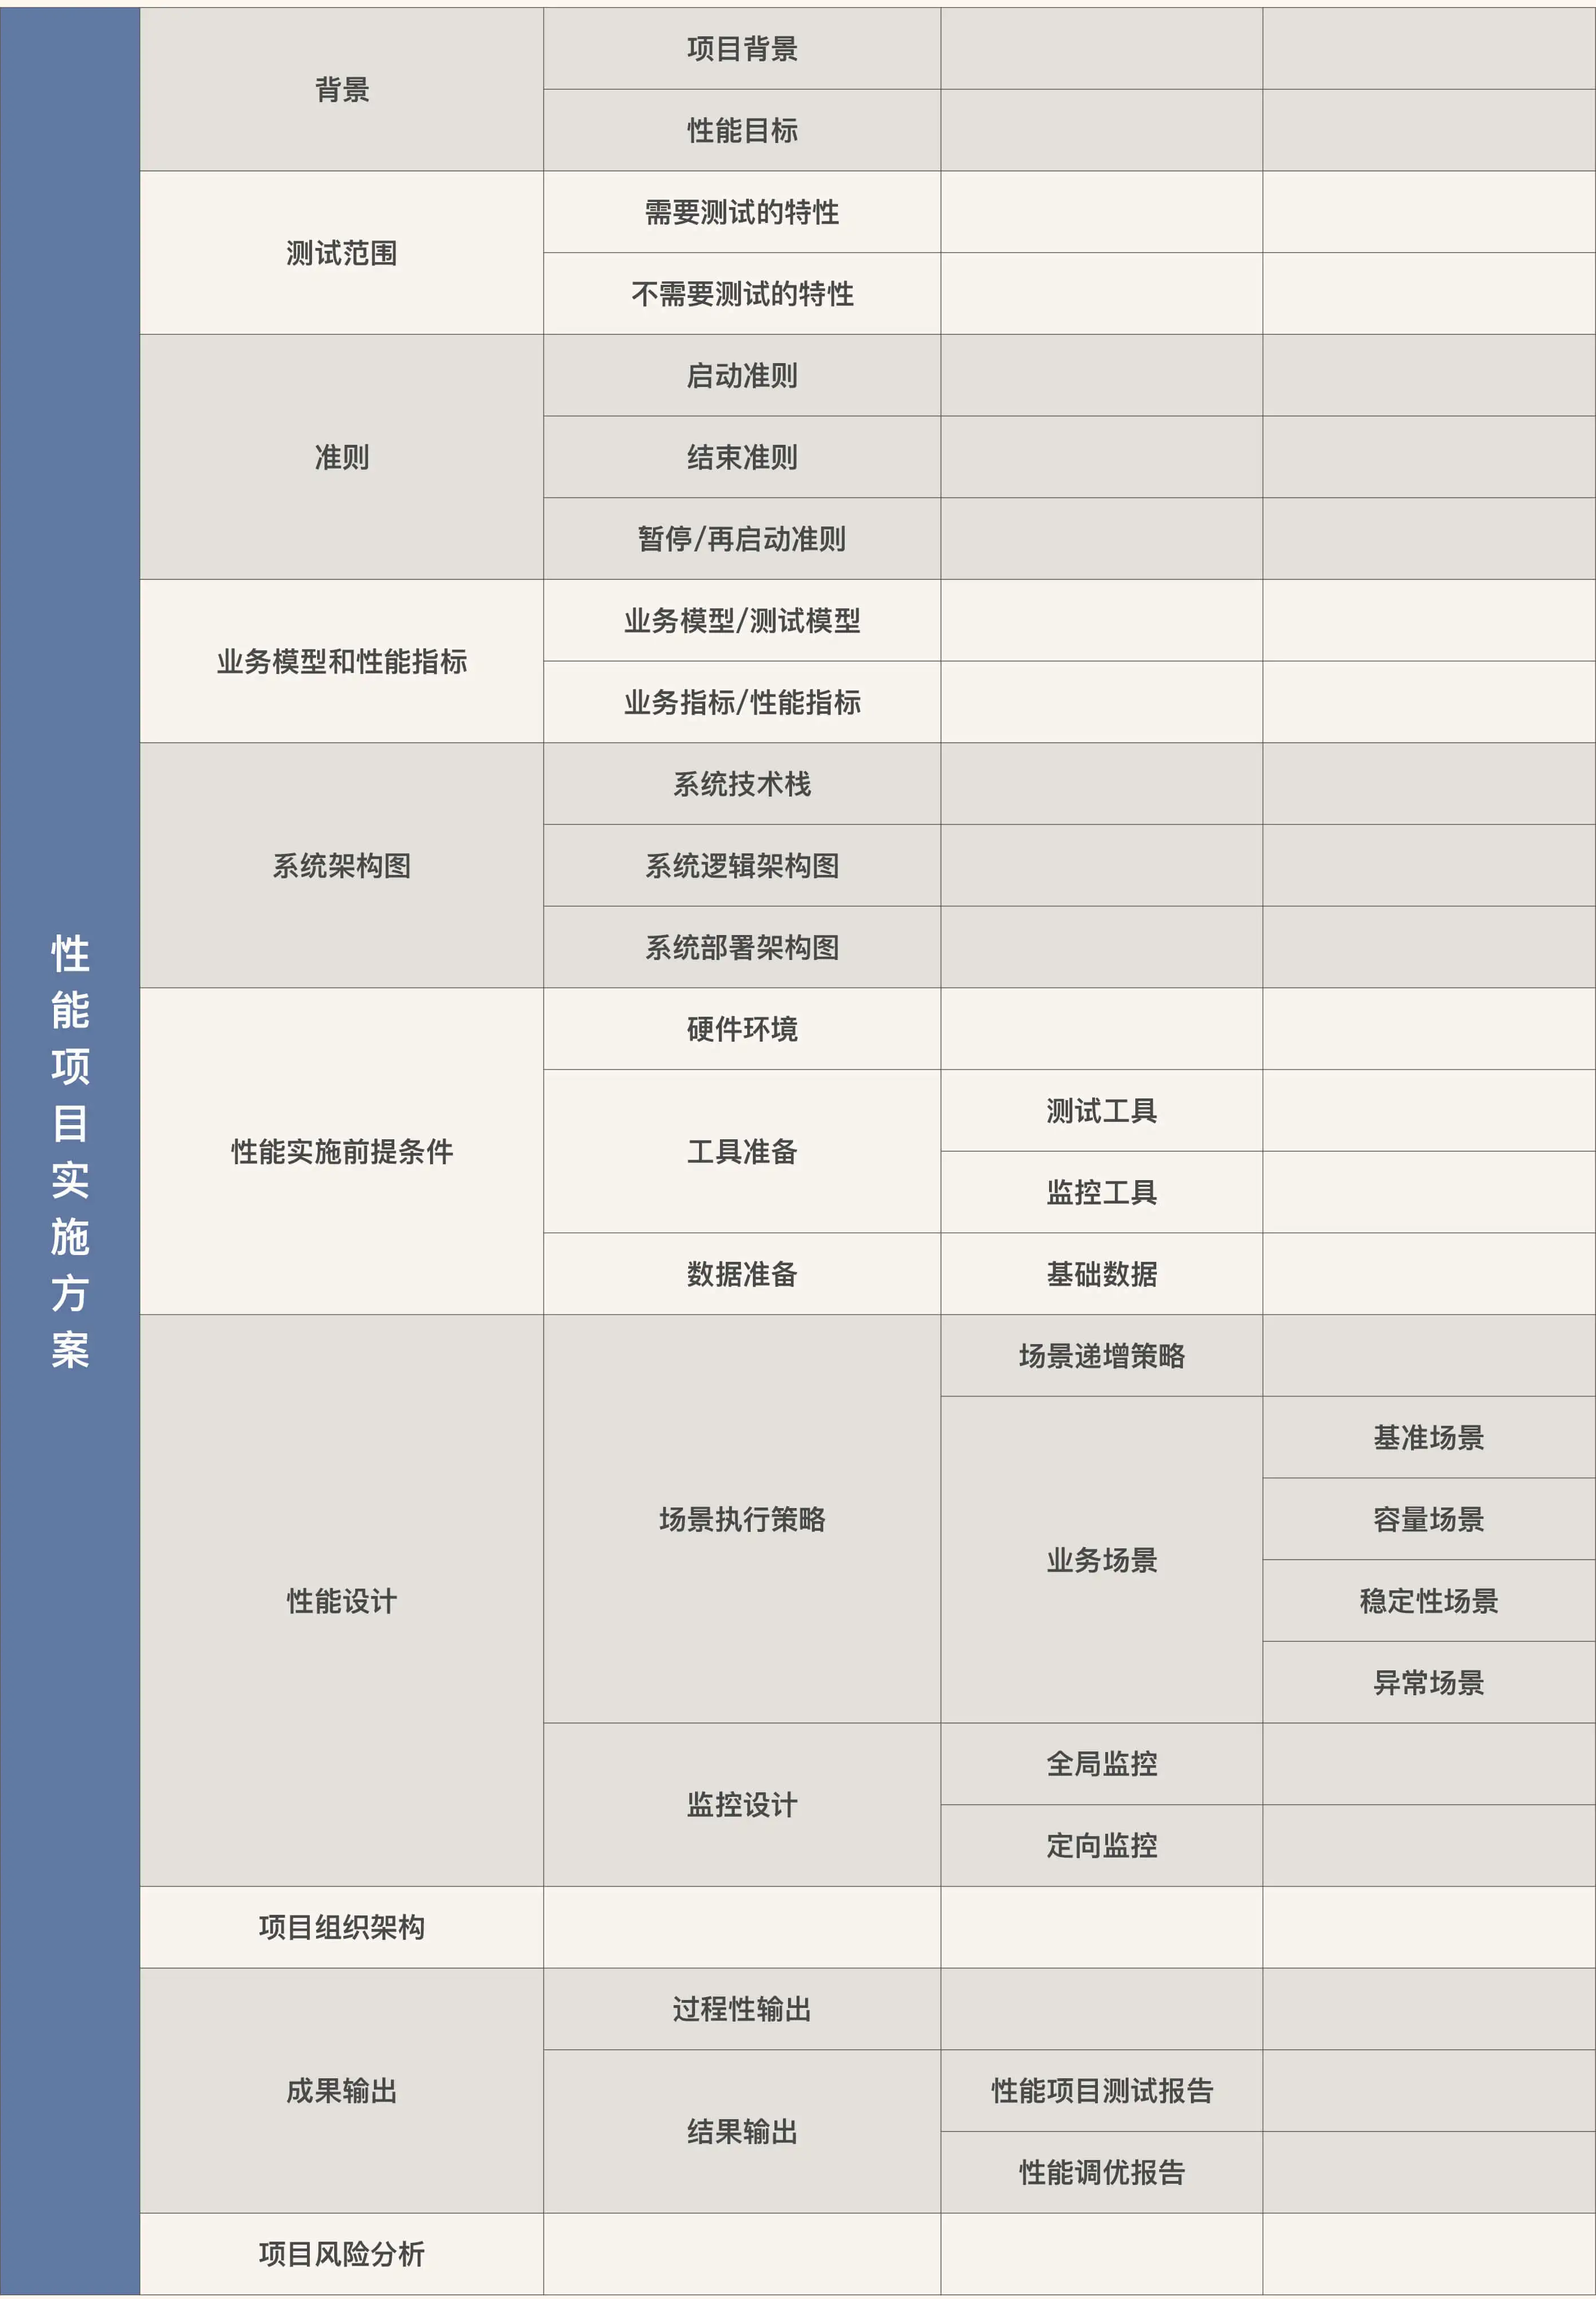 性能项目实施方案
背景
项目背景
性能目标
测试范围
需要测试的特性
不需要测试的特性
准则
启动准则
结束准则
暂停/再启动准则
业务模型和性能指标
业务模型/测试模型
业务指标/性能指标
系统架构图
系统技术栈
系统逻辑架构图
系统部署架构图
性能实施前提条件
硬件环境
工具准备
测试工具
监控工具
数据准备
基础数据
性能设计
场景执行策略
场景递增策略
业务场景
基准场景
容量场景
稳定性场景
异常场景
监控设计
全局监控
定向监控
项目组织架构
成果输出
过程性输出
结果输出
性能项目测试报告
性能调优报告
项目风险分析